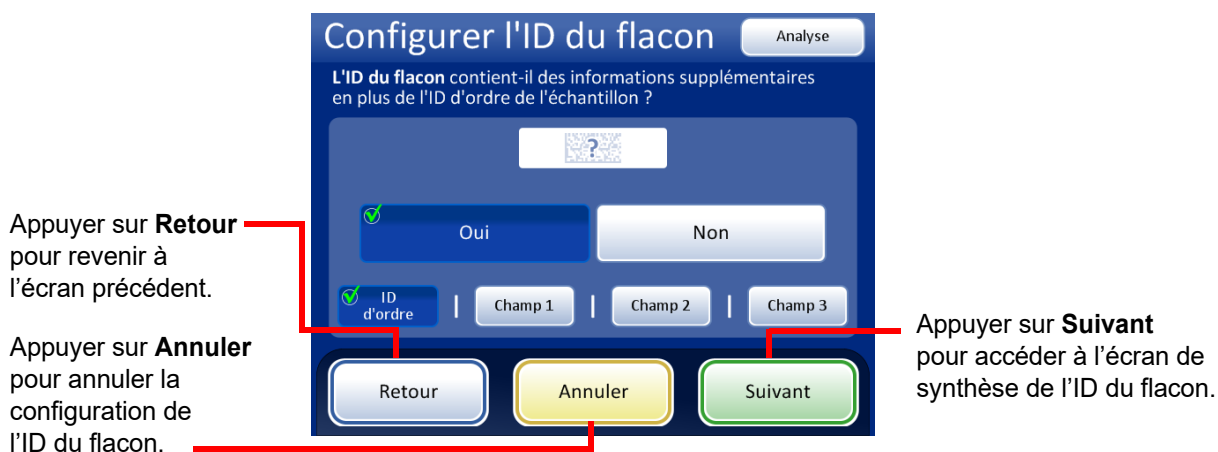 Configurer l'ID du flacon
Analyse
L'ID du flacon contient-il des informations supplémentaires
en plus de l'ID d'ordre de l'échantillon ?
?
Oui
Non
ID
d'ordre
|
Champ 1
|
Champ 2
|
Champ 3
Retour
Annuler
Suivant
Appuyer sur Retour
pour revenir à
l’écran précédent.
Appuyer sur Annuler
pour annuler la
configuration de
l’ID du flacon.
Appuyer sur Suivant
pour accéder à l’écran de
synthèse de l’ID du flacon.